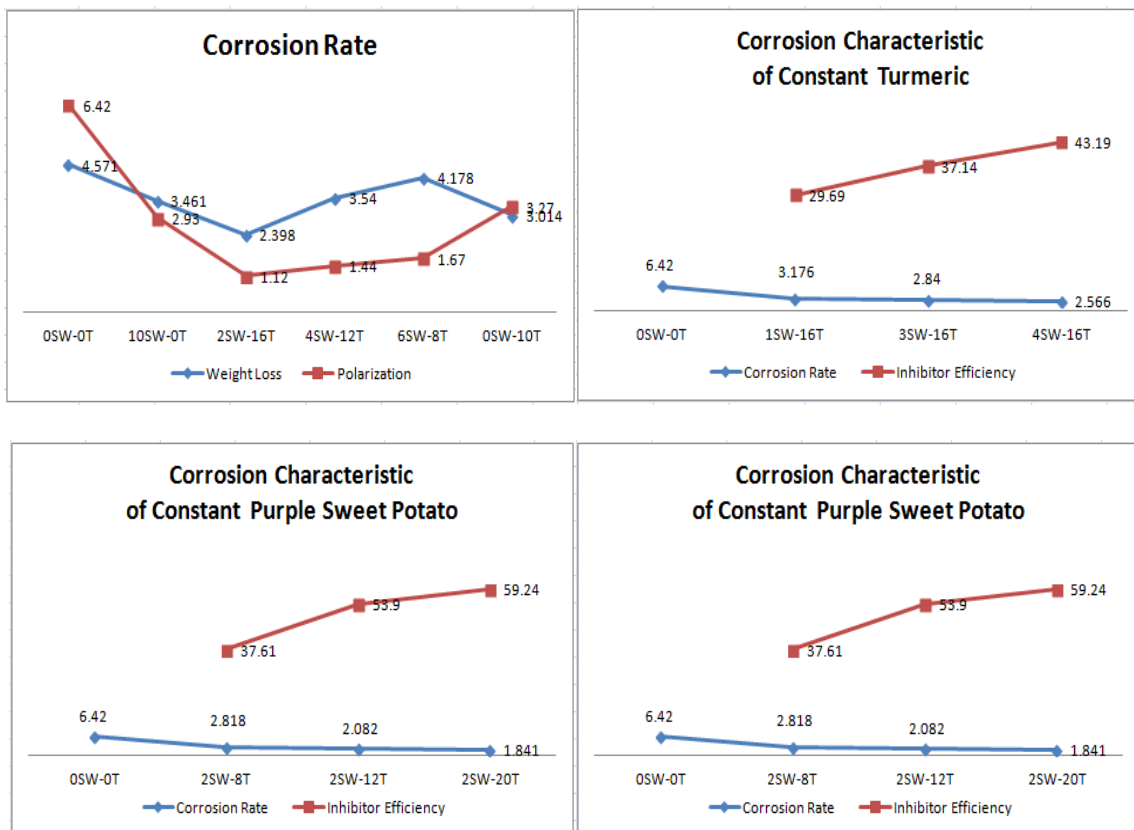 Corrosion Rate
6.42
4.571
3.461
2.93
2.398
1.12
3.54
1.44
4.178
1.67
3.27
3.014
0SW-0T 10SW-0T 2SW-16T 4SW-12T 6SW-8T 0SW-10T
Weight Loss Polarization
Corrosion Characteristic
of Constant Turmeric
43.19
37.14
29.69
6.42
3.176
2.84
2.566
0SW-0T 1SW-16T 3SW-16T 4SW-16T
Corrosion Rate Inhibitor Efficiency
Corrosion Characteristic
of Constant Purple Sweet Potato
59.24
53.9
37.61
6.42
2.818
2.082
1.841
0SW-0T 2SW-8T 2SW-12T 2SW-20T
Corrosion Rate Inhibitor Efficiency
Corrosion Characteristic
of Constant Purple Sweet Potato
59.24
53.9
37.61
6.42
2.818
2.082
1.841
0SW-0T 2SW-8T 2SW-12T 2SW-20T
Corrosion Rate Inhibitor Efficiency